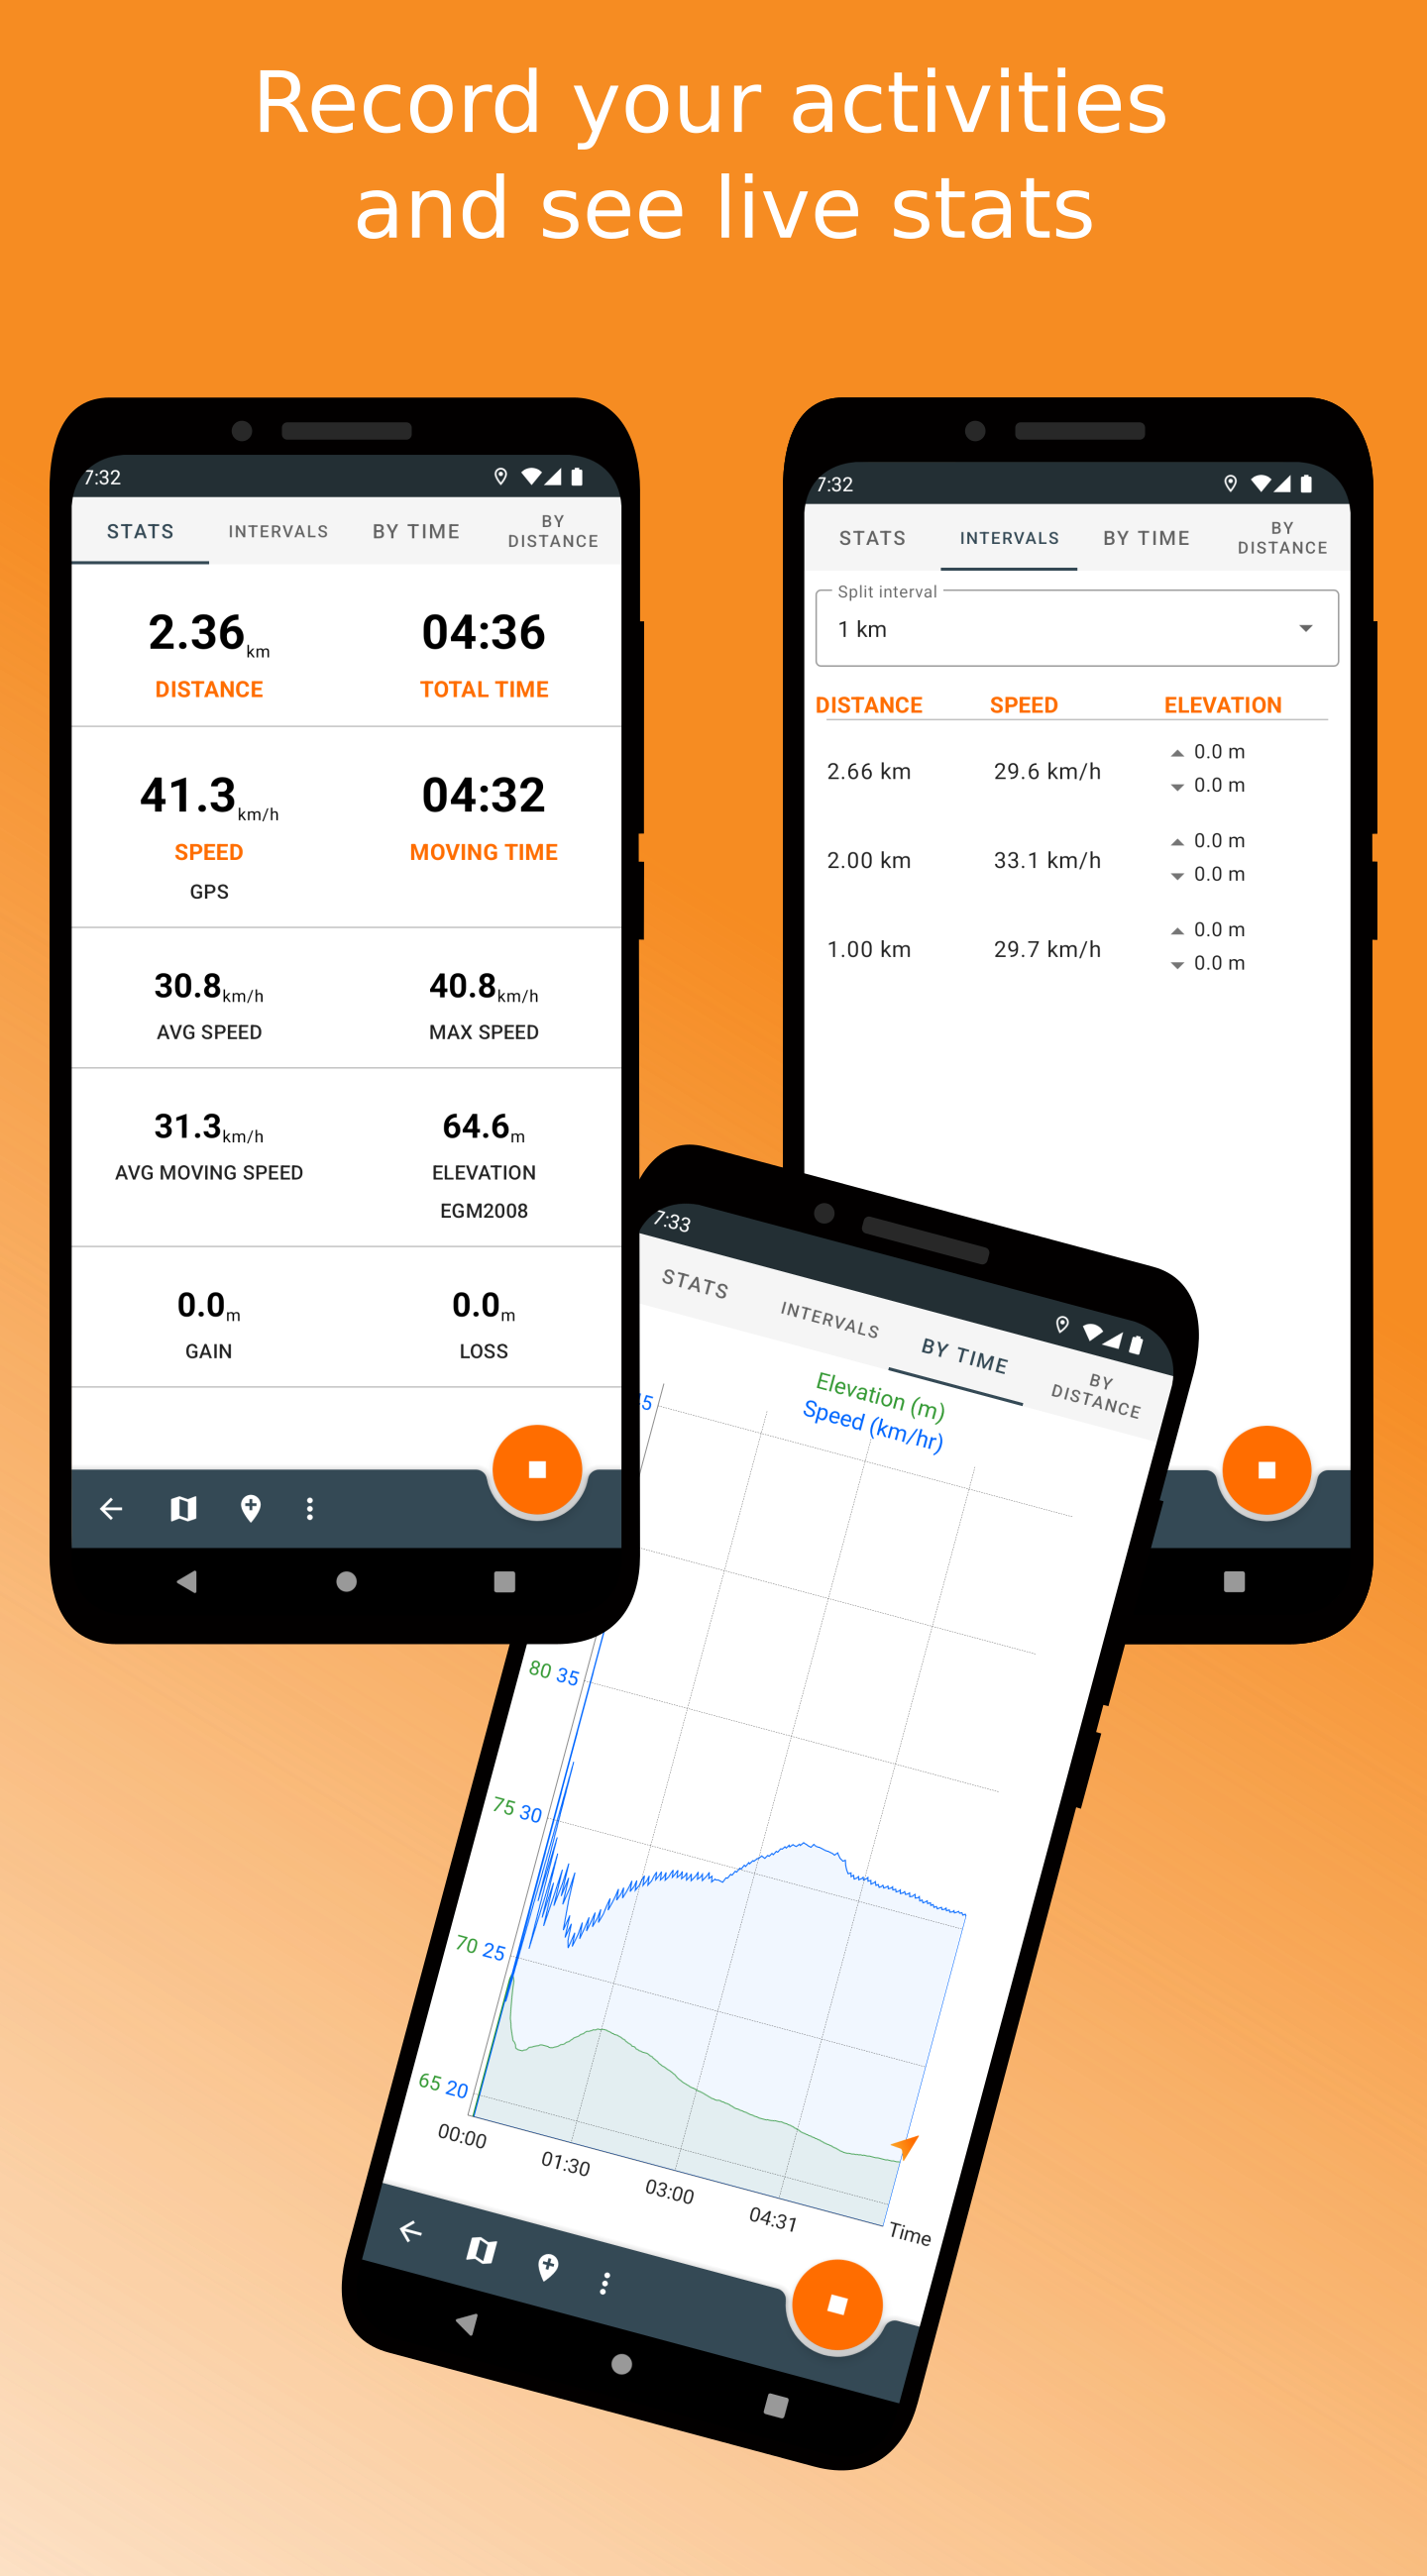 Record your activities
and see live stats
7:32
STATS INTERVALS BY TIME BY DISTANCE
2.36 km 04:36
DISTANCE TOTAL TIME
41.3 km/h 04:32
SPEED MOVING TIME
GPS
30.8 km/h 40.8 km/h
AVG SPEED MAX SPEED
31.3 km/h 64.6 m
AVG MOVING SPEED ELEVATION
EGM2008
0.0 m 0.0 m
GAIN LOSS
7:32
STATS INTERVALS BY TIME BY DISTANCE
Split interval
1 km
DISTANCE SPEED ELEVATION
2.66 km 29.6 km/h 0.0 m
0.0 m
2.00 km 33.1 km/h 0.0 m
0.0 m
1.00 km 29.7 km/h 0.0 m
0.0 m
7:33
STATS INTERVALS BY TIME BY DISTANCE
Elevation (m)
Speed (km/hr)
80 35
75 30
70 25
65 20
00:00 01:30 03:00 04:31 Time